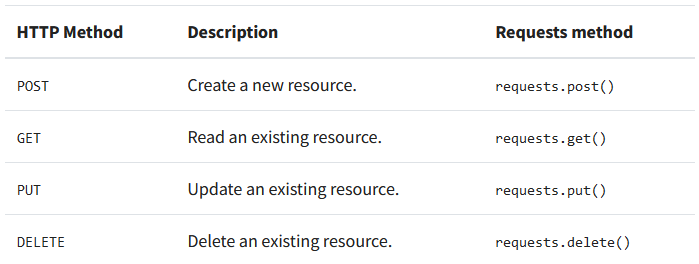 HTTP Method Description Requests method
POST Create a new resource. requests.post()
GET Read an existing resource. requests.get()
PUT Update an existing resource. requests.put()
DELETE Delete an existing resource. requests.delete()